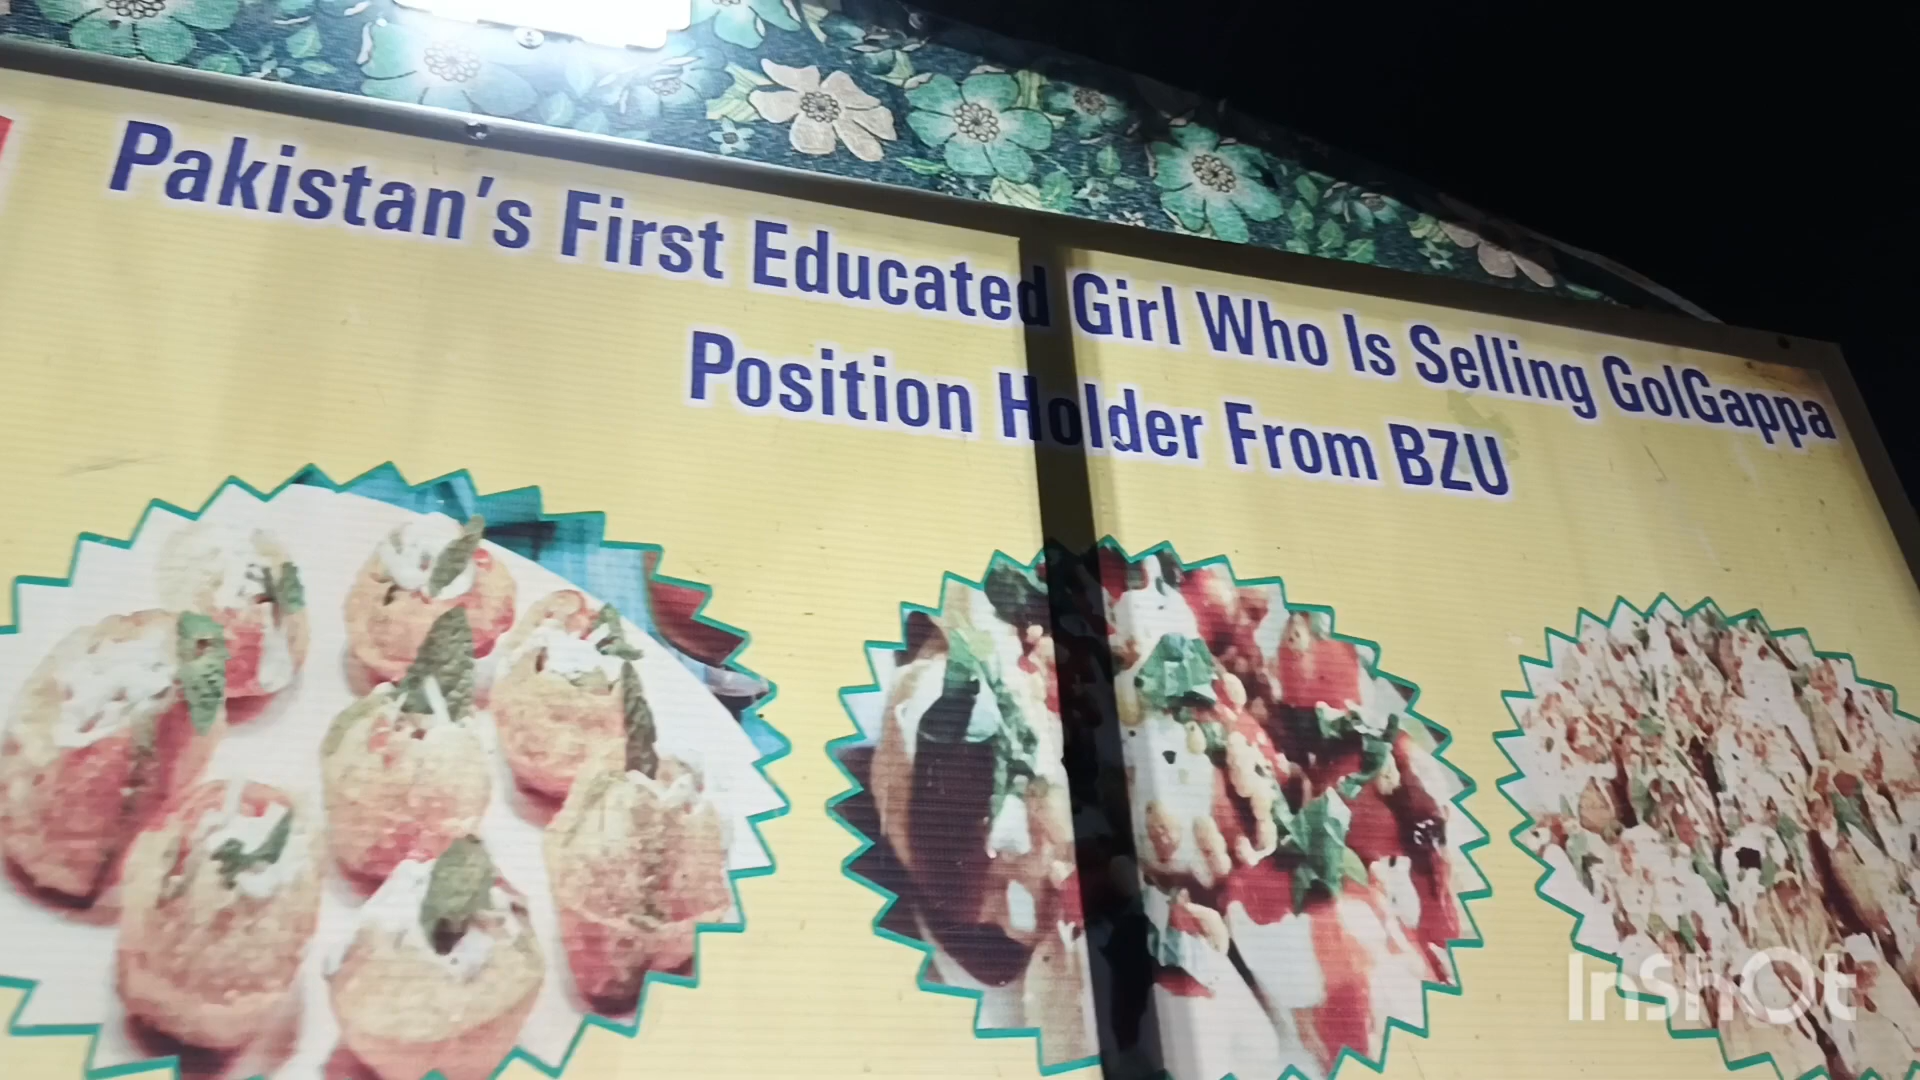 Pakistan's First Educated Girl Who Is Selling GolGappa
Position Holder From BZU
InShOt